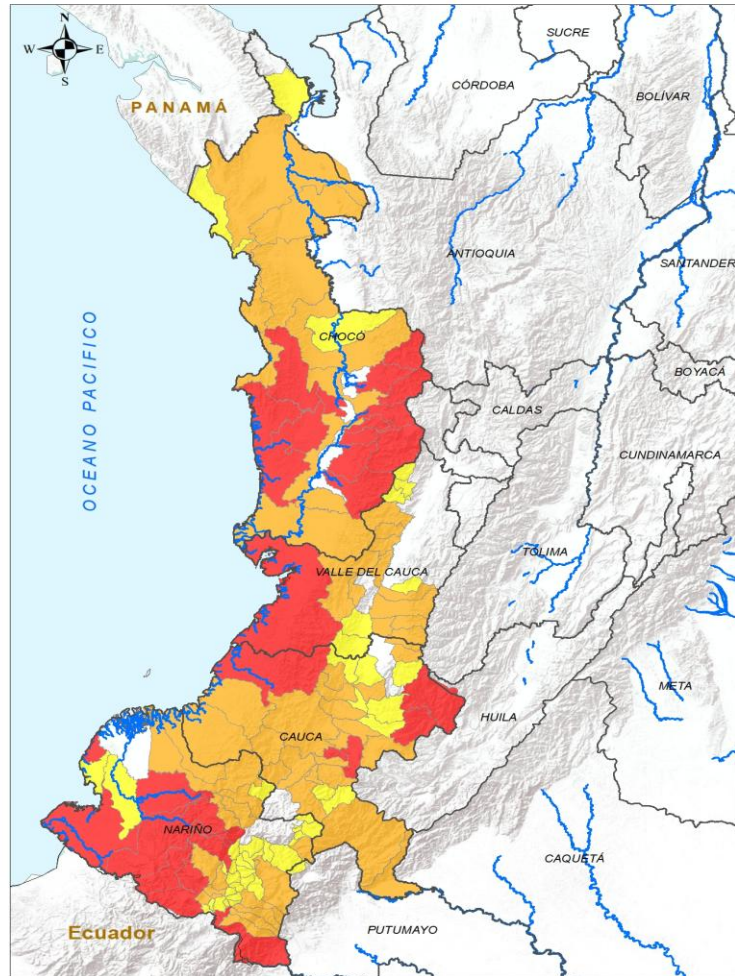 N
W E
S
SUCRE
CÓRDOBA
BOLÍVAR
PANAMÁ
ANTIOQUIA
SANTANDER
CHOCÓ
BOYACÁ
CALDAS
CUNDINAMARCA
OCEANO PACIFICO
TOLIMA
VALLE DEL CAUCA
META
HUILA
CAUCA
NARIÑO
CAQUETÁ
Ecuador
PUTUMAYO